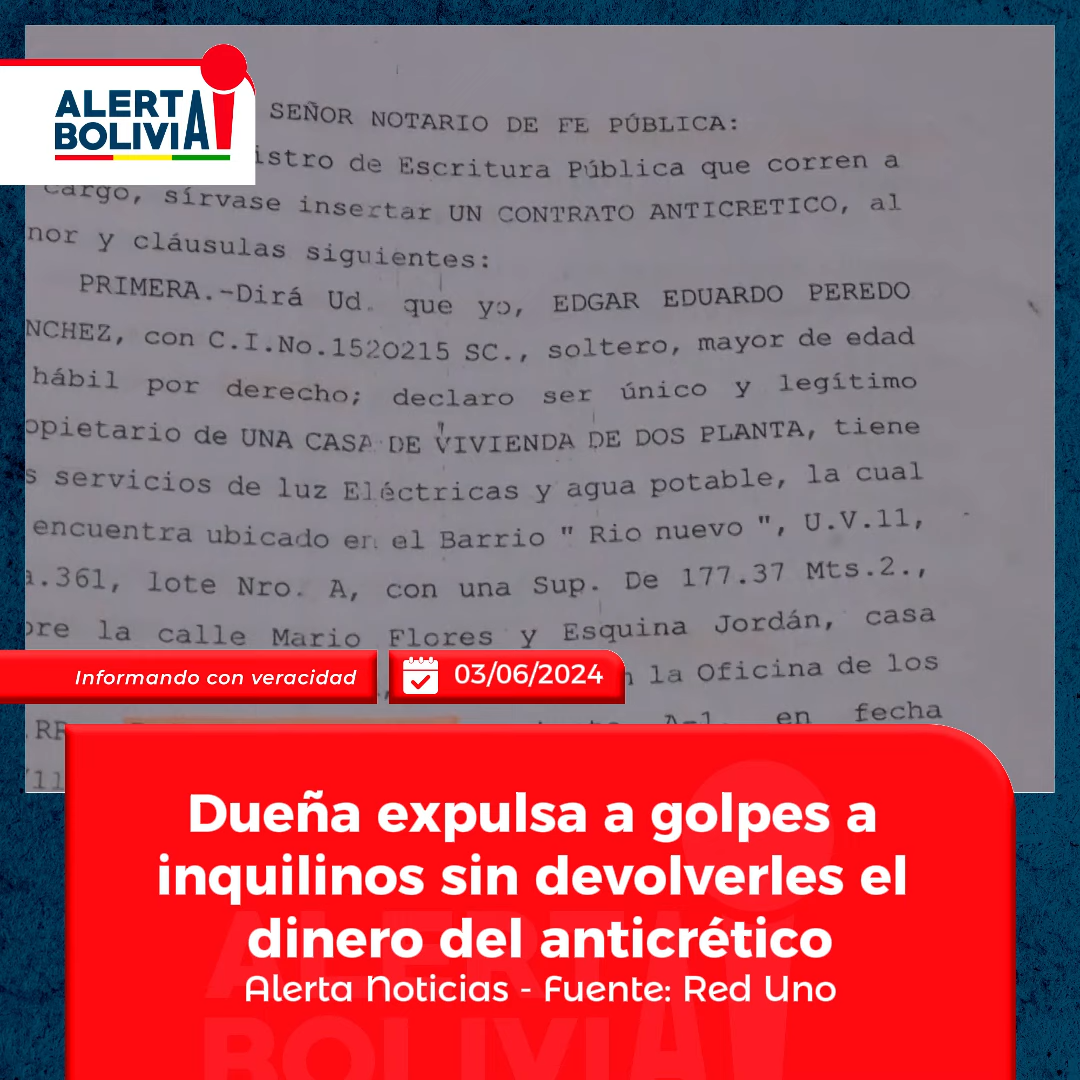 ALERTA
BOLIVIA
SEÑOR NOTARIO DE FE PÚBLICA:
istro de Escritura Pública que corren a
cargo, sírvase insertar UN CONTRATO ANTICRETICO, al
nor y cláusulas siguientes:
PRIMERA.-Dirá Ud. que yo, EDGAR EDUARDO PEREDO
NCHEZ, con C.I.No.1520215 SC., soltero, mayor de edad
hábil por derecho; declaro ser único y legítimo
opietario de UNA CASA DE VIVIENDA DE DOS PLANTA, tiene
s servicios de luz Eléctricas y agua potable, la cual
encuentra ubicado en el Barrio " Rio nuevo ", U.V.11,
a.361, lote Nro. A, con una Sup. De 177.37 Mts.2.,
bre la calle Mario Flores y Esquina Jordán, casa
la Oficina de los
A-1, en fecha
Informando con veracidad
03/06/2024
Dueña expulsa a golpes a
inquilinos sin devolverles el
dinero del anticrético
Alerta Noticias - Fuente: Red Uno
ALERTA
BOLIVIA